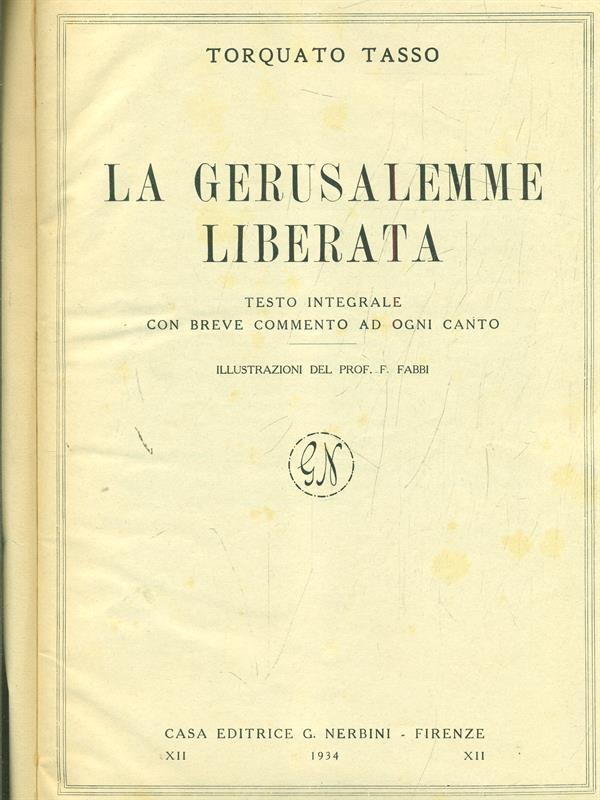 TORQUATO TASSO
LA GERUSALEMME
LIBERATA
TESTO INTEGRALE
CON BREVE COMMENTO AD OGNI CANTO
ILLUSTRAZIONI DEL PROF. F. FABBI
GN
CASA EDITRICE G. NERBINI - FIRENZE
XII 1934 XII